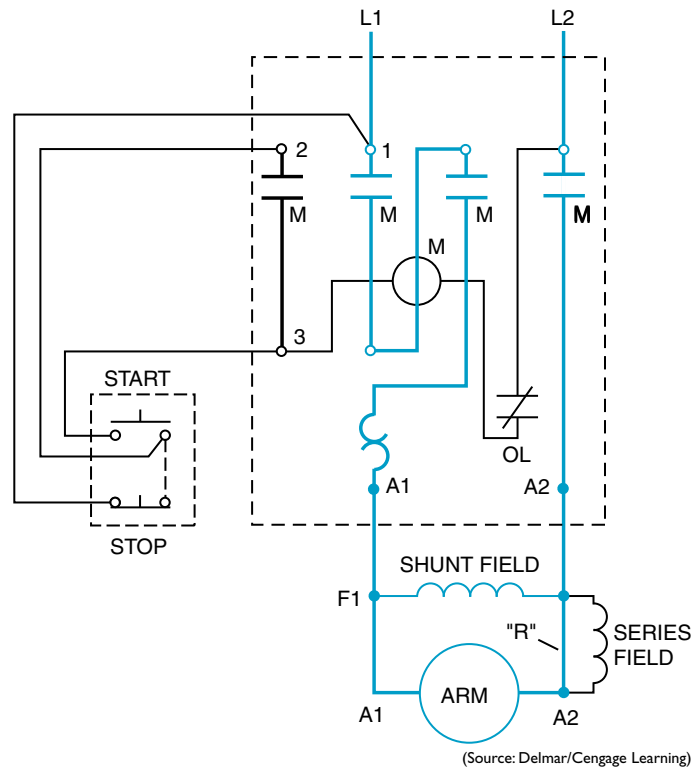 L1 L2
2 1
M M M M
M
3
START
OL
A1 A2
STOP
SHUNT FIELD
F1
"R"
SERIES
FIELD
ARM
A1 A2
(Source: Delmar/Cengage Learning)